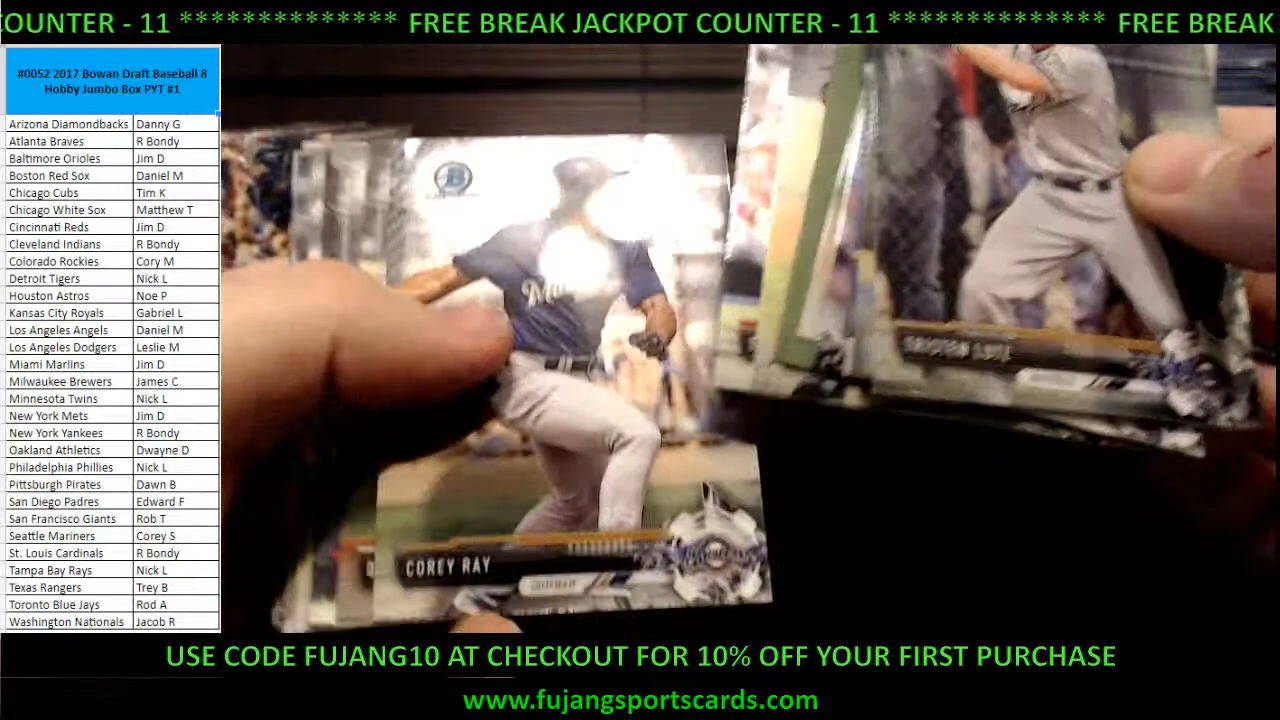 COUNTER - 11 ************** FREE BREAK JACKPOT COUNTER - 11 ************** FREE BREAK
#0052 2017 Bowan Draft Baseball 8
Hobby Jumbo Box PYT #1
Arizona Diamondbacks Danny G
Atlanta Braves R Bondy
Baltimore Orioles Jim D
Boston Red Sox Daniel M
Chicago Cubs Tim K
Chicago White Sox Matthew T
Cincinnati Reds Jim D
Cleveland Indians R Bondy
Colorado Rockies Cory M
Detroit Tigers Nick L
Houston Astros Noe P
Kansas City Royals Gabriel L
Los Angeles Angels Daniel M
Los Angeles Dodgers Leslie M
Miami Marlins Jim D
Milwaukee Brewers James C
Minnesota Twins Nick L
New York Mets Jim D
New York Yankees R Bondy
Oakland Athletics Dwayne D
Philadelphia Phillies Nick L
Pittsburgh Pirates Dawn B
San Diego Padres Edward F
San Francisco Giants Rob T
Seattle Mariners Corey S
St. Louis Cardinals R Bondy
Tampa Bay Rays Nick L
Texas Rangers Trey B
Toronto Blue Jays Rod A
Washington Nationals Jacob R
COREY RAY
USE CODE FUJANG10 AT CHECKOUT FOR 10% OFF YOUR FIRST PURCHASE
www.fujangsportscards.com